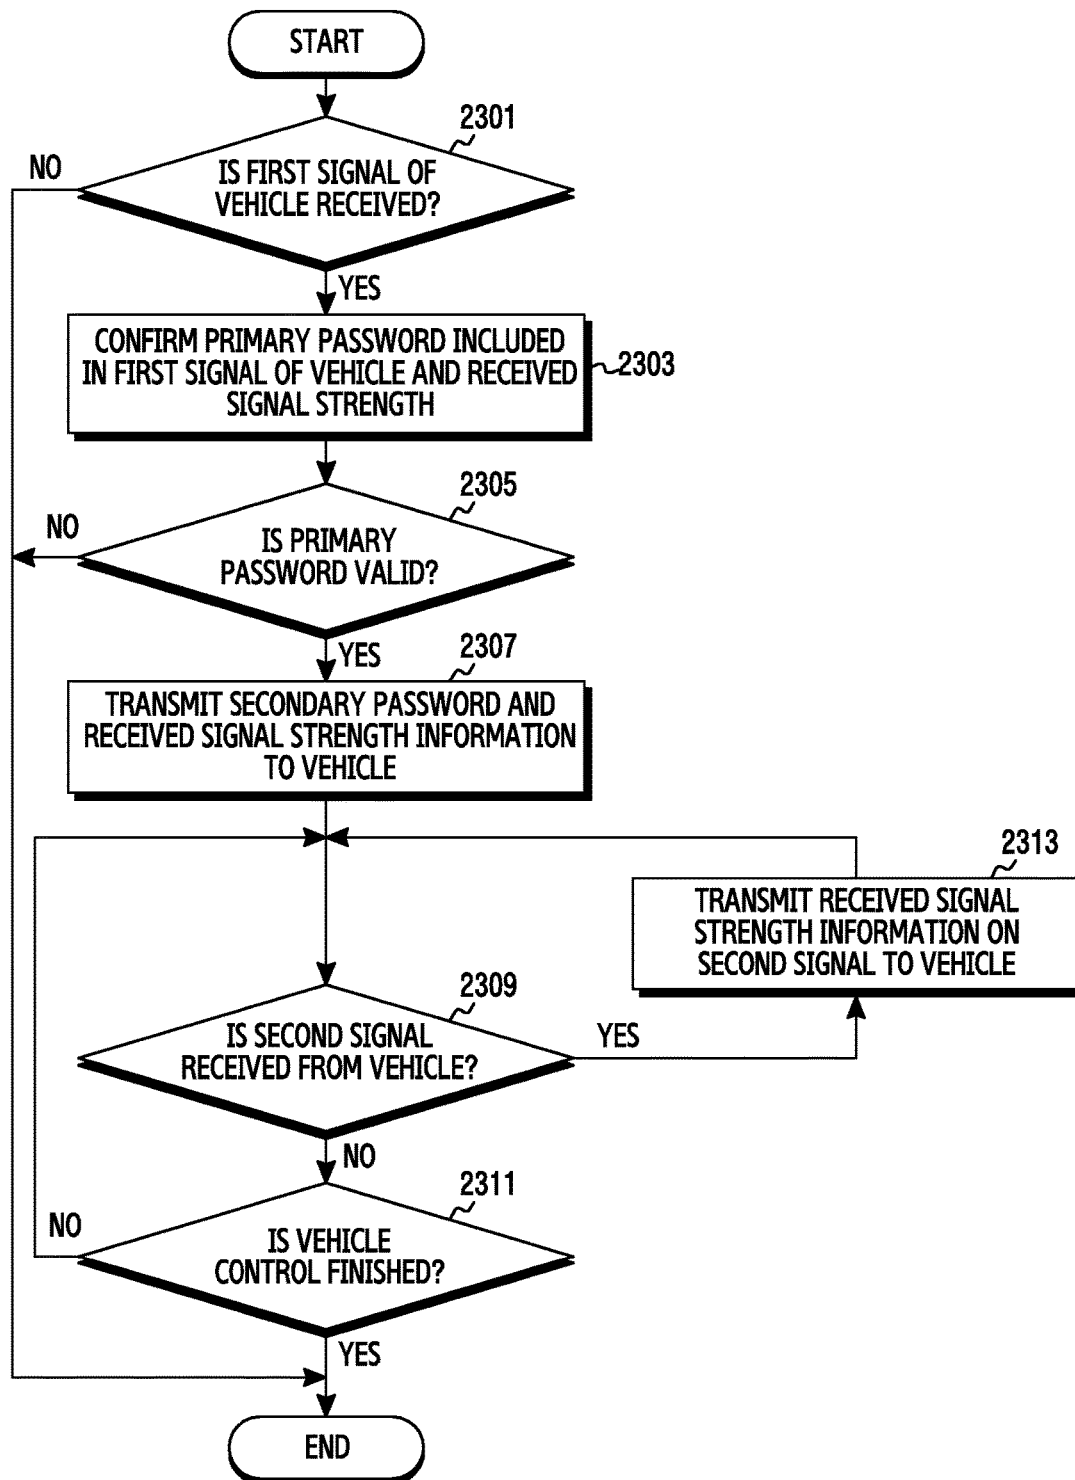 START
2301
NO
IS FIRST SIGNAL OF
VEHICLE RECEIVED?
YES
CONFIRM PRIMARY PASSWORD INCLUDED
IN FIRST SIGNAL OF VEHICLE AND RECEIVED
SIGNAL STRENGTH
2303
2305
NO
IS PRIMARY
PASSWORD VALID?
YES
2307
TRANSMIT SECONDARY PASSWORD AND
RECEIVED SIGNAL STRENGTH INFORMATION
TO VEHICLE
2313
TRANSMIT RECEIVED SIGNAL
STRENGTH INFORMATION ON
SECOND SIGNAL TO VEHICLE
2309
IS SECOND SIGNAL
RECEIVED FROM VEHICLE?
YES
NO
2311
NO
IS VEHICLE
CONTROL FINISHED?
YES
END